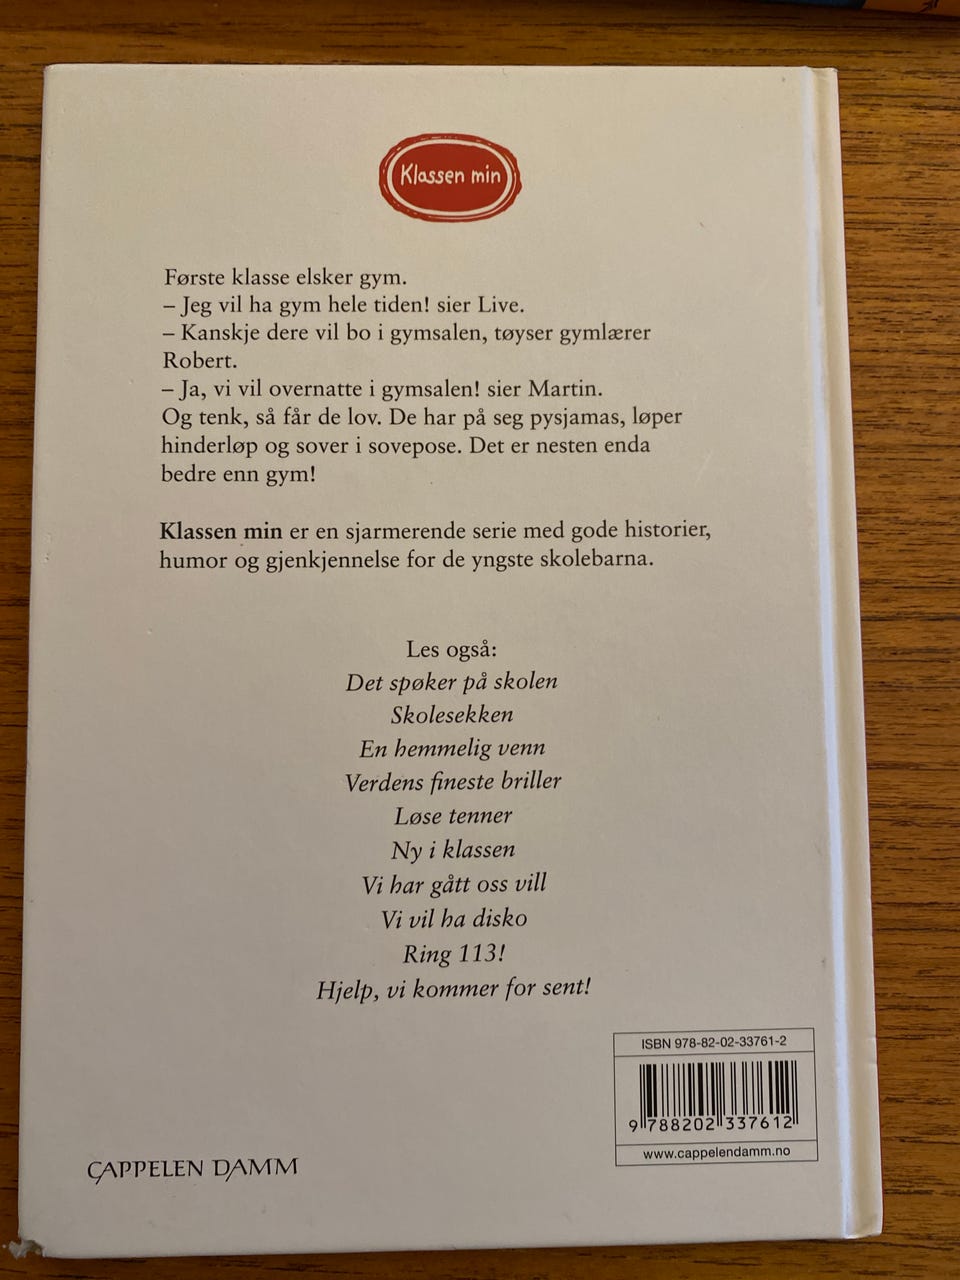 Klassen min
Første klasse elsker gym.
– Jeg vil ha gym hele tiden! sier Live.
– Kanskje dere vil bo i gymsalen, tøyser gymlærer
Robert.
– Ja, vi vil overnatte i gymsalen! sier Martin.
Og tenk, så får de lov. De har på seg pysjamas, løper
hinderløp og sover i sovepose. Det er nesten enda
bedre enn gym!
Klassen min er en sjarmerende serie med gode historier,
humor og gjenkjennelse for de yngste skolebarna.
Les også:
Det spøker på skolen
Skolesekken
En hemmelig venn
Verdens fineste briller
Løse tenner
Ny i klassen
Vi har gått oss vill
Vi vil ha disko
Ring 113!
Hjelp, vi kommer for sent!
ISBN 978-82-02-33761-2
9 788202 337612
www.cappelendamm.no
CAPPELEN DAMM